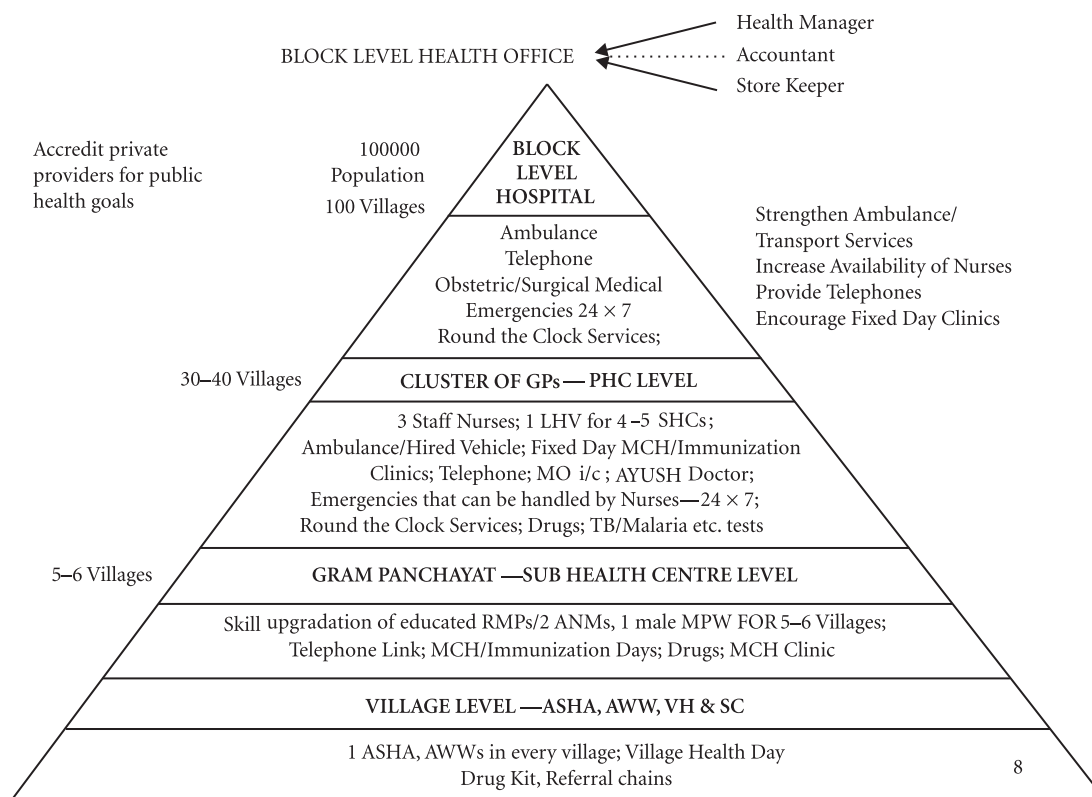 Health Manager
BLOCK LEVEL HEALTH OFFICE
Accountant
Store Keeper
Accredit private
providers for public
health goals
100000
Population
100 Villages
BLOCK
LEVEL
HOSPITAL
Strengthen Ambulance/
Transport Services
Increase Availability of Nurses
Provide Telephones
Encourage Fixed Day Clinics
Ambulance
Telephone
Obstetric/Surgical Medical
Emergencies 24 × 7
Round the Clock Services;
30–40 Villages
CLUSTER OF GPs — PHC LEVEL
3 Staff Nurses; 1 LHV for 4–5 SHCs;
Ambulance/Hired Vehicle; Fixed Day MCH/Immunization
Clinics; Telephone; MO i/c ; AYUSH Doctor;
Emergencies that can be handled by Nurses—24 × 7;
Round the Clock Services; Drugs; TB/Malaria etc. tests
5–6 Villages
GRAM PANCHAYAT —SUB HEALTH CENTRE LEVEL
Skill upgradation of educated RMPs/2 ANMs, 1 male MPW FOR 5–6 Villages;
Telephone Link; MCH/Immunization Days; Drugs; MCH Clinic
VILLAGE LEVEL —ASHA, AWW, VH & SC
1 ASHA, AWWs in every village; Village Health Day
Drug Kit, Referral chains
8